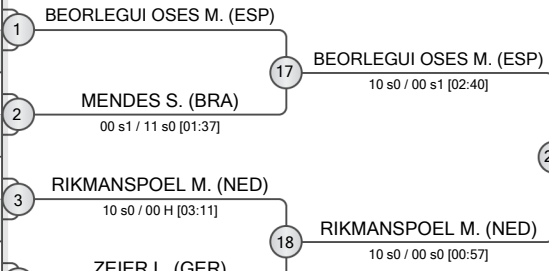 1
BEORLEGUI OSES M. (ESP)
17
BEORLEGUI OSES M. (ESP)
10 s0 / 00 s1 [02:40]
2
MENDES S. (BRA)
00 s1 / 11 s0 [01:37]
3
RIKMANSPOEL M. (NED)
10 s0 / 00 H [03:11]
18
RIKMANSPOEL M. (NED)
10 s0 / 00 s0 [00:57]
ZEIER L. (GER)